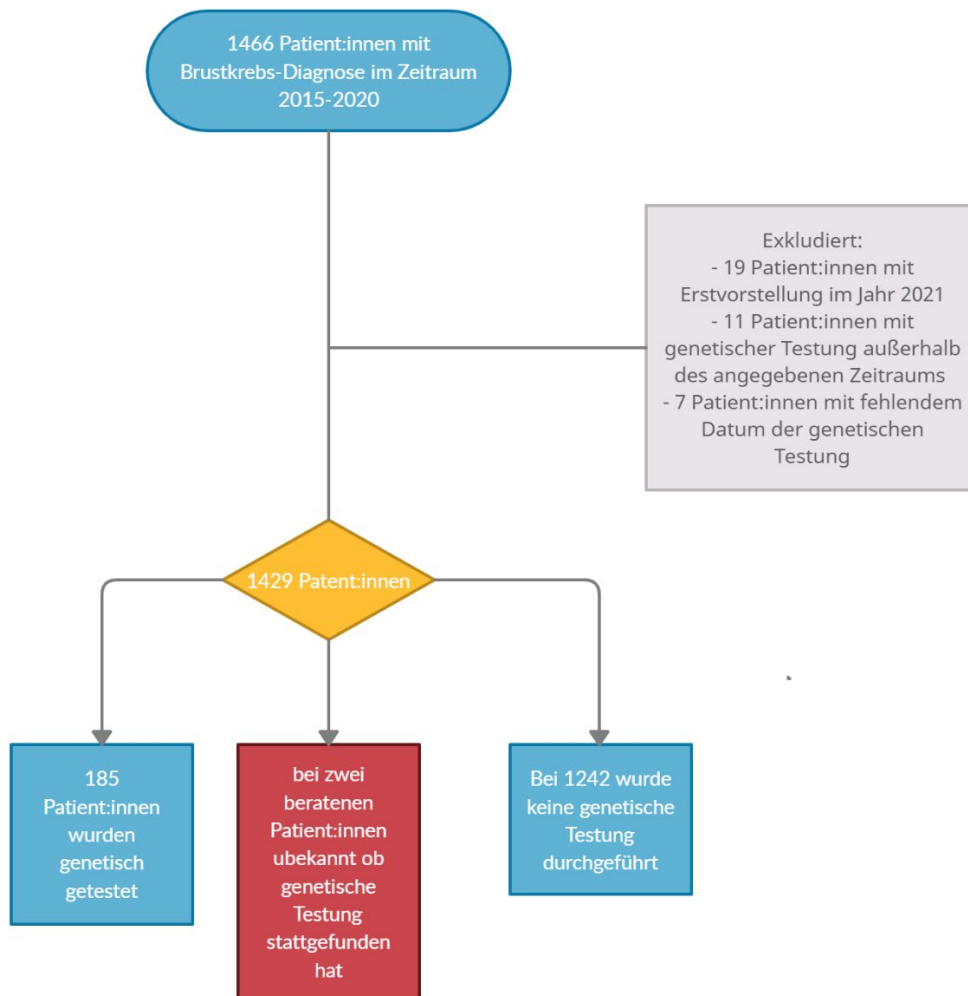 1466 Patient:innen mit
Brustkrebs-Diagnose im Zeitraum
2015-2020
Exkludiert:
- 19 Patient:innen mit
Erstvorstellung im Jahr 2021
- 11 Patient:innen mit
genetischer Testung außerhalb
des angegebenen Zeitraums
- 7 Patient:innen mit fehlendem
Datum der genetischen
Testung
1429 Patent:innen
185
Patient:innen
wurden
genetisch
getestet
bei zwei
beratenen
Patient:innen
ubekannt ob
genetische
Testung
stattgefunden
hat
Bei 1242 wurde
keine genetische
Testung
durchgeführt